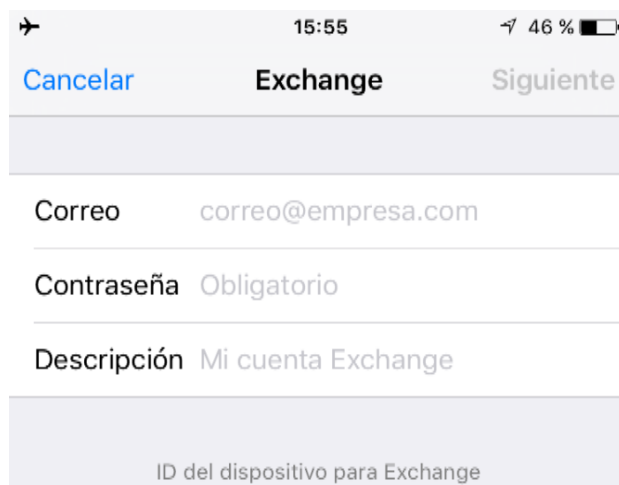 15:55 46 %
Cancelar Exchange Siguiente
Correo correo@empresa.com
Contraseña Obligatorio
Descripción Mi cuenta Exchange
ID del dispositivo para Exchange